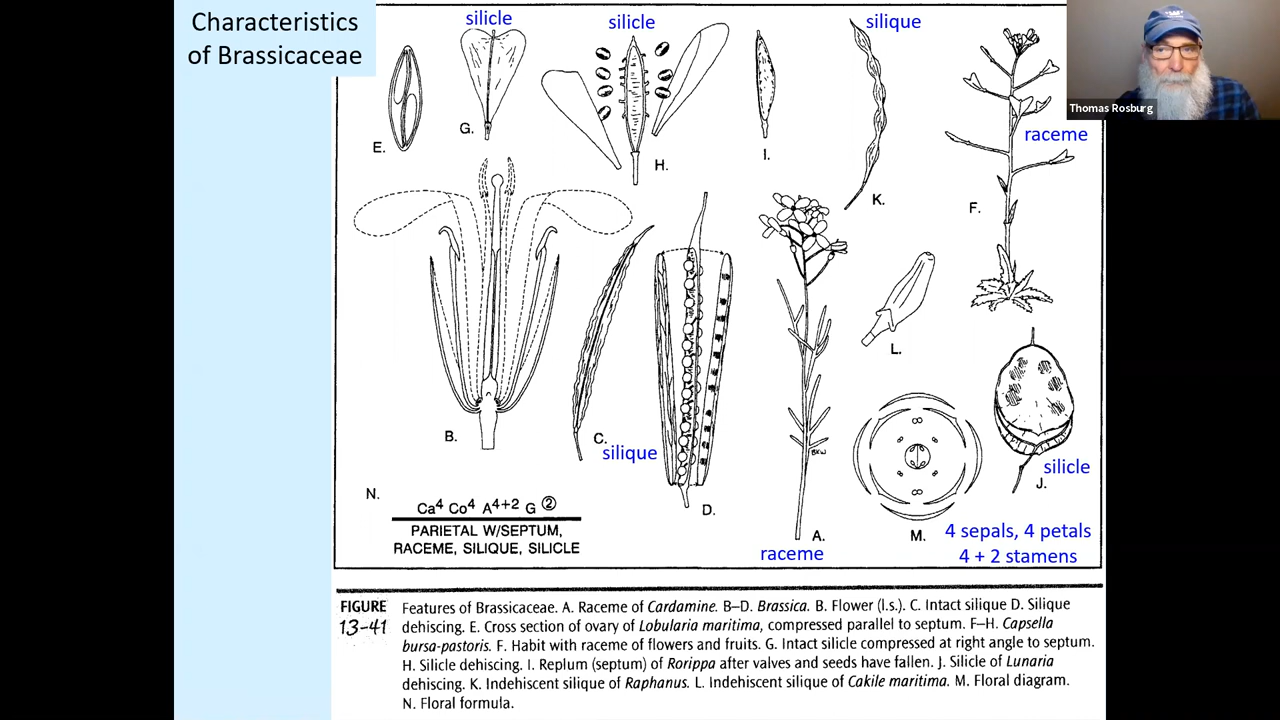 Characteristics
of Brassicaceae
silicle
silicle
silique
Thomas Rosburg
raceme
E.
G.
H.
I.
K.
F.
L.
B.
C.
silique
D.
A.
M.
J.
silicle
raceme
4 sepals, 4 petals
4 + 2 stamens
N.
Ca4 Co4 A4+2 G ②
PARIETAL W/SEPTUM,
RACEME, SILIQUE, SILICLE
FIGURE
13-41
Features of Brassicaceae. A. Raceme of Cardamine. B–D. Brassica. B. Flower (l.s.). C. Intact silique D. Silique
dehiscing. E. Cross section of ovary of Lobularia maritima, compressed parallel to septum. F–H. Capsella
bursa-pastoris. F. Habit with raceme of flowers and fruits. G. Intact silicle compressed at right angle to septum.
H. Silicle dehiscing. I. Replum (septum) of Rorippa after valves and seeds have fallen. J. Silicle of Lunaria
dehiscing. K. Indehiscent silique of Raphanus. L. Indehiscent silique of Cakile maritima. M. Floral diagram.
N. Floral formula.